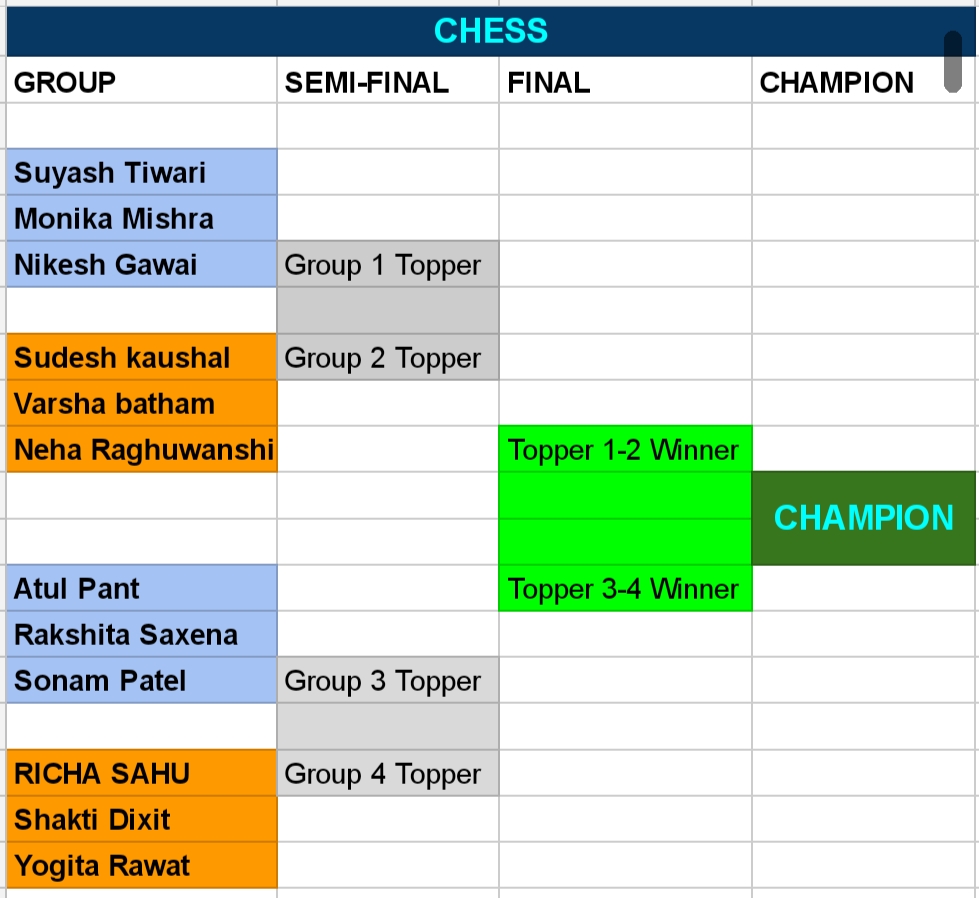 CHESS
GROUP SEMI-FINAL FINAL CHAMPION
Suyash Tiwari
Monika Mishra
Nikesh Gawai Group 1 Topper
Sudesh kaushal Group 2 Topper
Varsha batham
Neha Raghuwanshi Topper 1-2 Winner
CHAMPION
Atul Pant Topper 3-4 Winner
Rakshita Saxena
Sonam Patel Group 3 Topper
RICHA SAHU Group 4 Topper
Shakti Dixit
Yogita Rawat